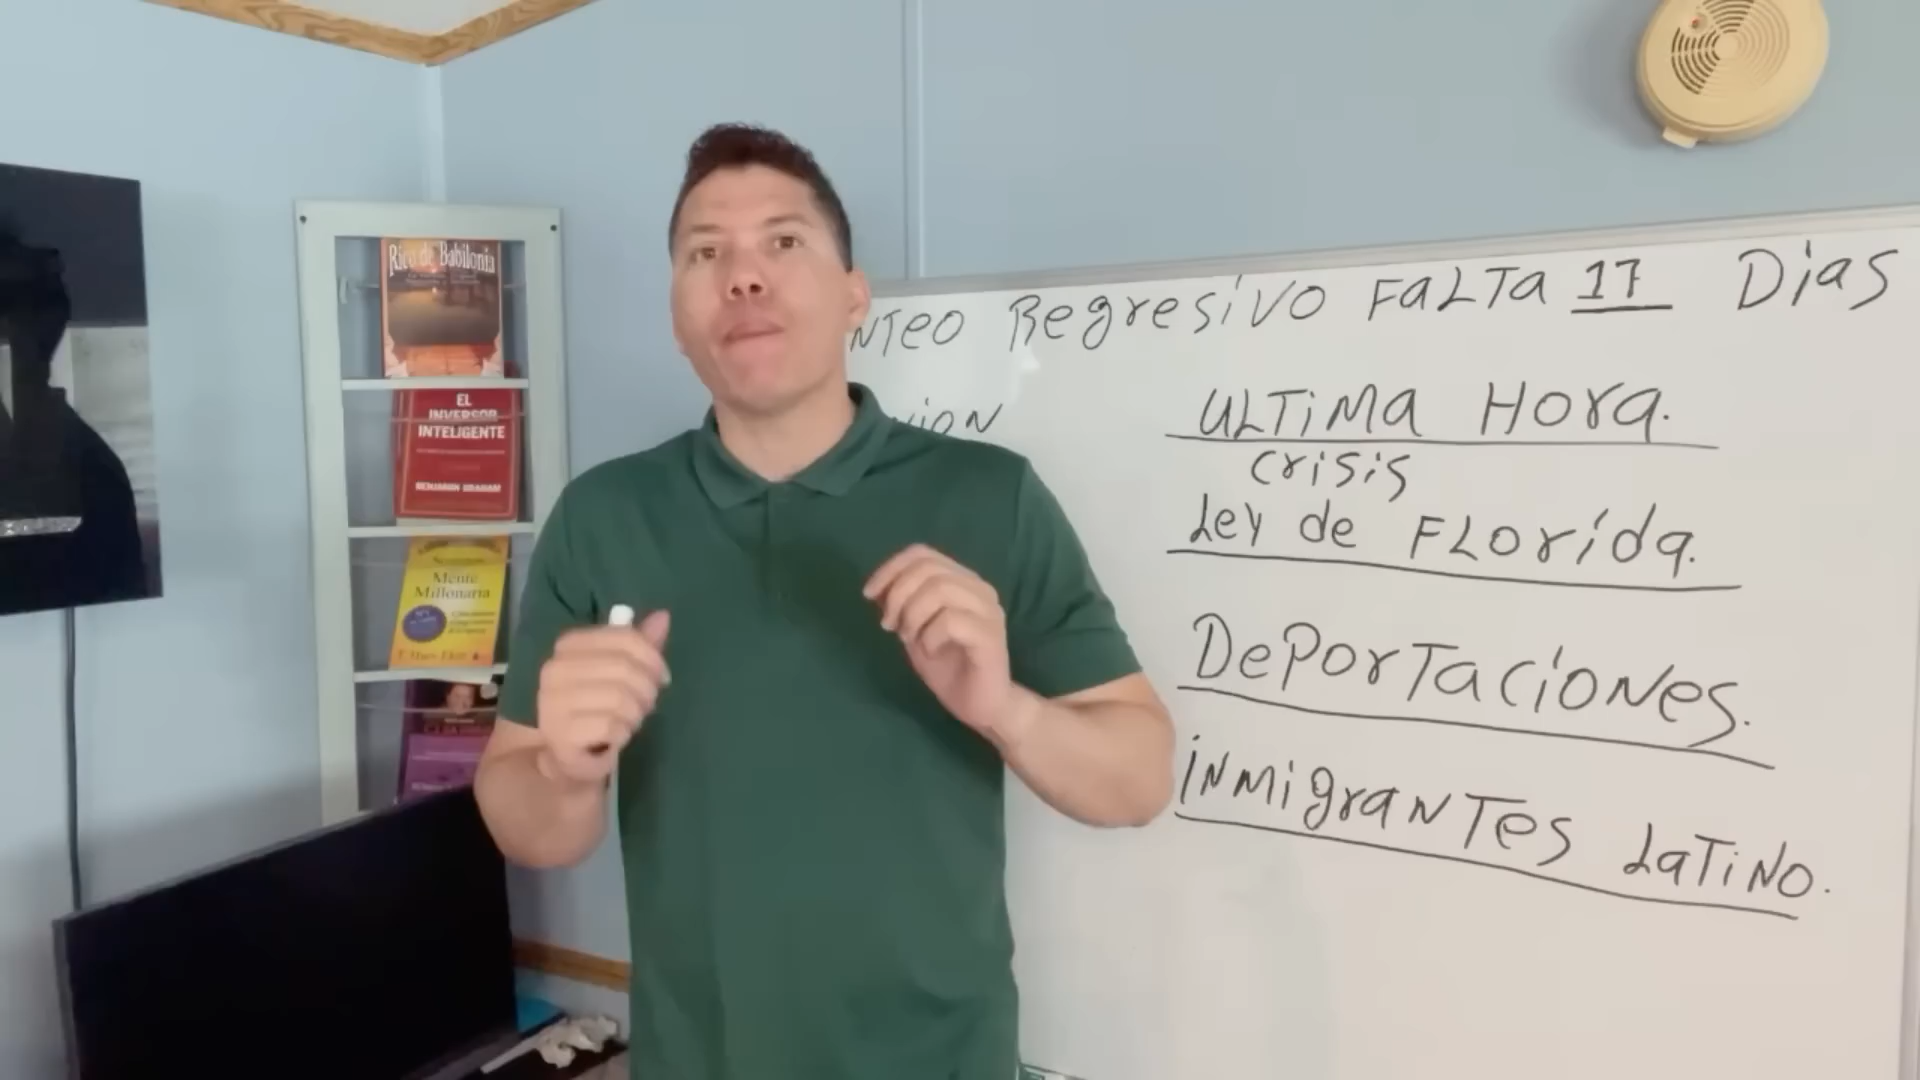 Rico de Babilonia
EL
INVERSOR
INTELIGENTE
BENJAMIN GRAHAM
Mente
Millonaria
NTEO Regresivo FALTA 17 Dias
ULTIMA HORA.
crisis
Ley de FLorida.
DePorTaciones.
iNmigraNTes LaTiNo.